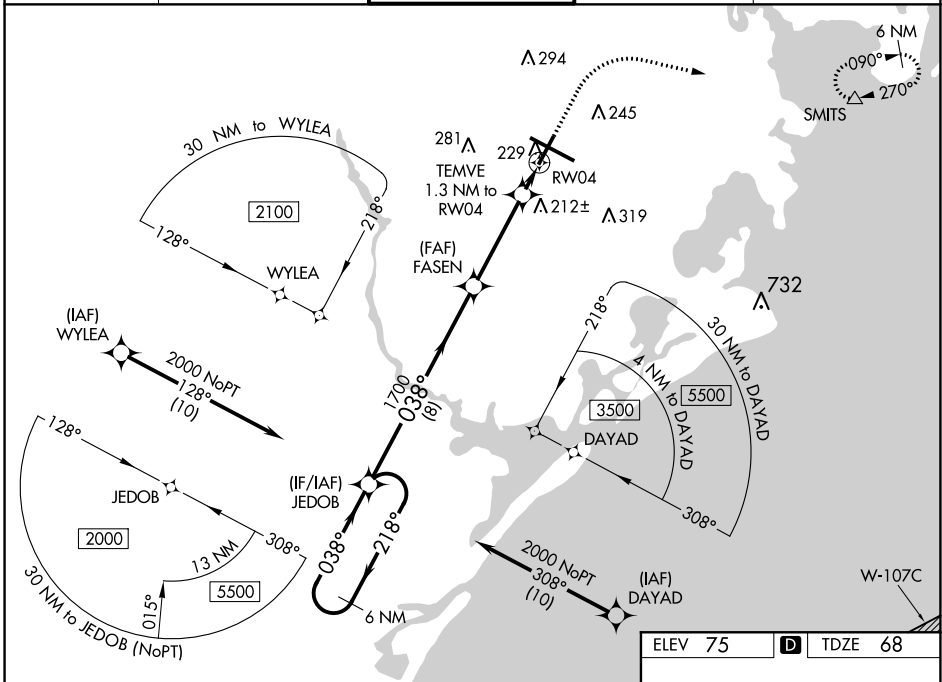 6 NM
090°
270°
SMITS
294
245
281
229
TEMVE
1.3 NM to
RW04
RW04
212±
319
30 NM to WYLEA
2100
218°
128°
WYLEA
(FAF)
FASEN
732
(IAF)
WYLEA
2000 NoPT
128°
(10)
218°
30 NM to DAYAD
4 NM to DAYAD
5500
3500
DAYAD
308°
1700
038°
(8)
128°
JEDOB
(IF/IAF)
JEDOB
2000
13 NM
308°
5500
015°
30 NM to JEDOB (NoPT)
038°
218°
6 NM
2000 NoPT
308°
(10)
(IAF)
DAYAD
W-107C
ELEV 75 D TDZE 68